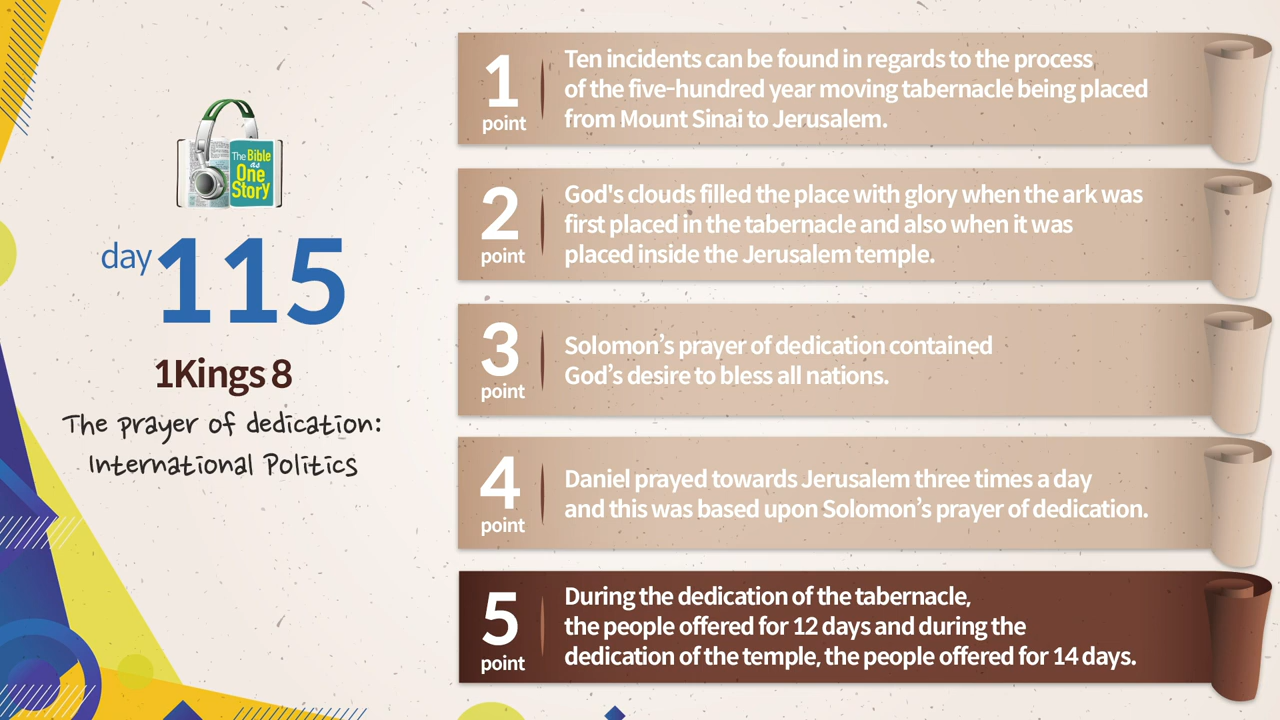 The Bible
as
One
Story
day 115
1Kings 8
The prayer of dedication:
International Politics
1
point
Ten incidents can be found in regards to the process
of the five-hundred year moving tabernacle being placed
from Mount Sinai to Jerusalem.
2
point
God's clouds filled the place with glory when the ark was
first placed in the tabernacle and also when it was
placed inside the Jerusalem temple.
3
point
Solomon's prayer of dedication contained
God's desire to bless all nations.
4
point
Daniel prayed towards Jerusalem three times a day
and this was based upon Solomon's prayer of dedication.
5
point
During the dedication of the tabernacle,
the people offered for 12 days and during the
dedication of the temple, the people offered for 14 days.